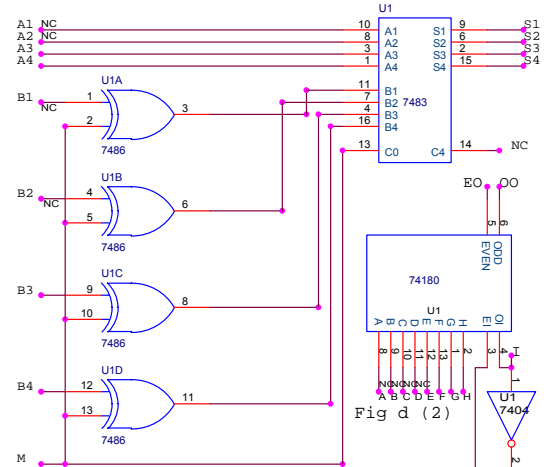 U1
A1 NC 10 A1 S1 9 S1
A2 NC 8 A2 S2 6 S2
A3 3 A3 S3 2 S3
A4 1 A4 S4 15 S4
U1A
B1 NC 1 3 11 B1
2 7 B2 7483
7486 4 B3
16 B4
13 C0 C4 14 NC
U1B
B2 NC 4 6
5
7486
EO OO
5 6
EVEN ODD
74180
U1
A B C D E F G H EI OI
8 9 10 11 12 13 1 2 3 4
NC NC NC NC I
A B C D E F G H
Fig d (2)
U1C
B3 9 8
10
7486
U1D
B4 12 11
13
7486
1
U1
7404
2
M